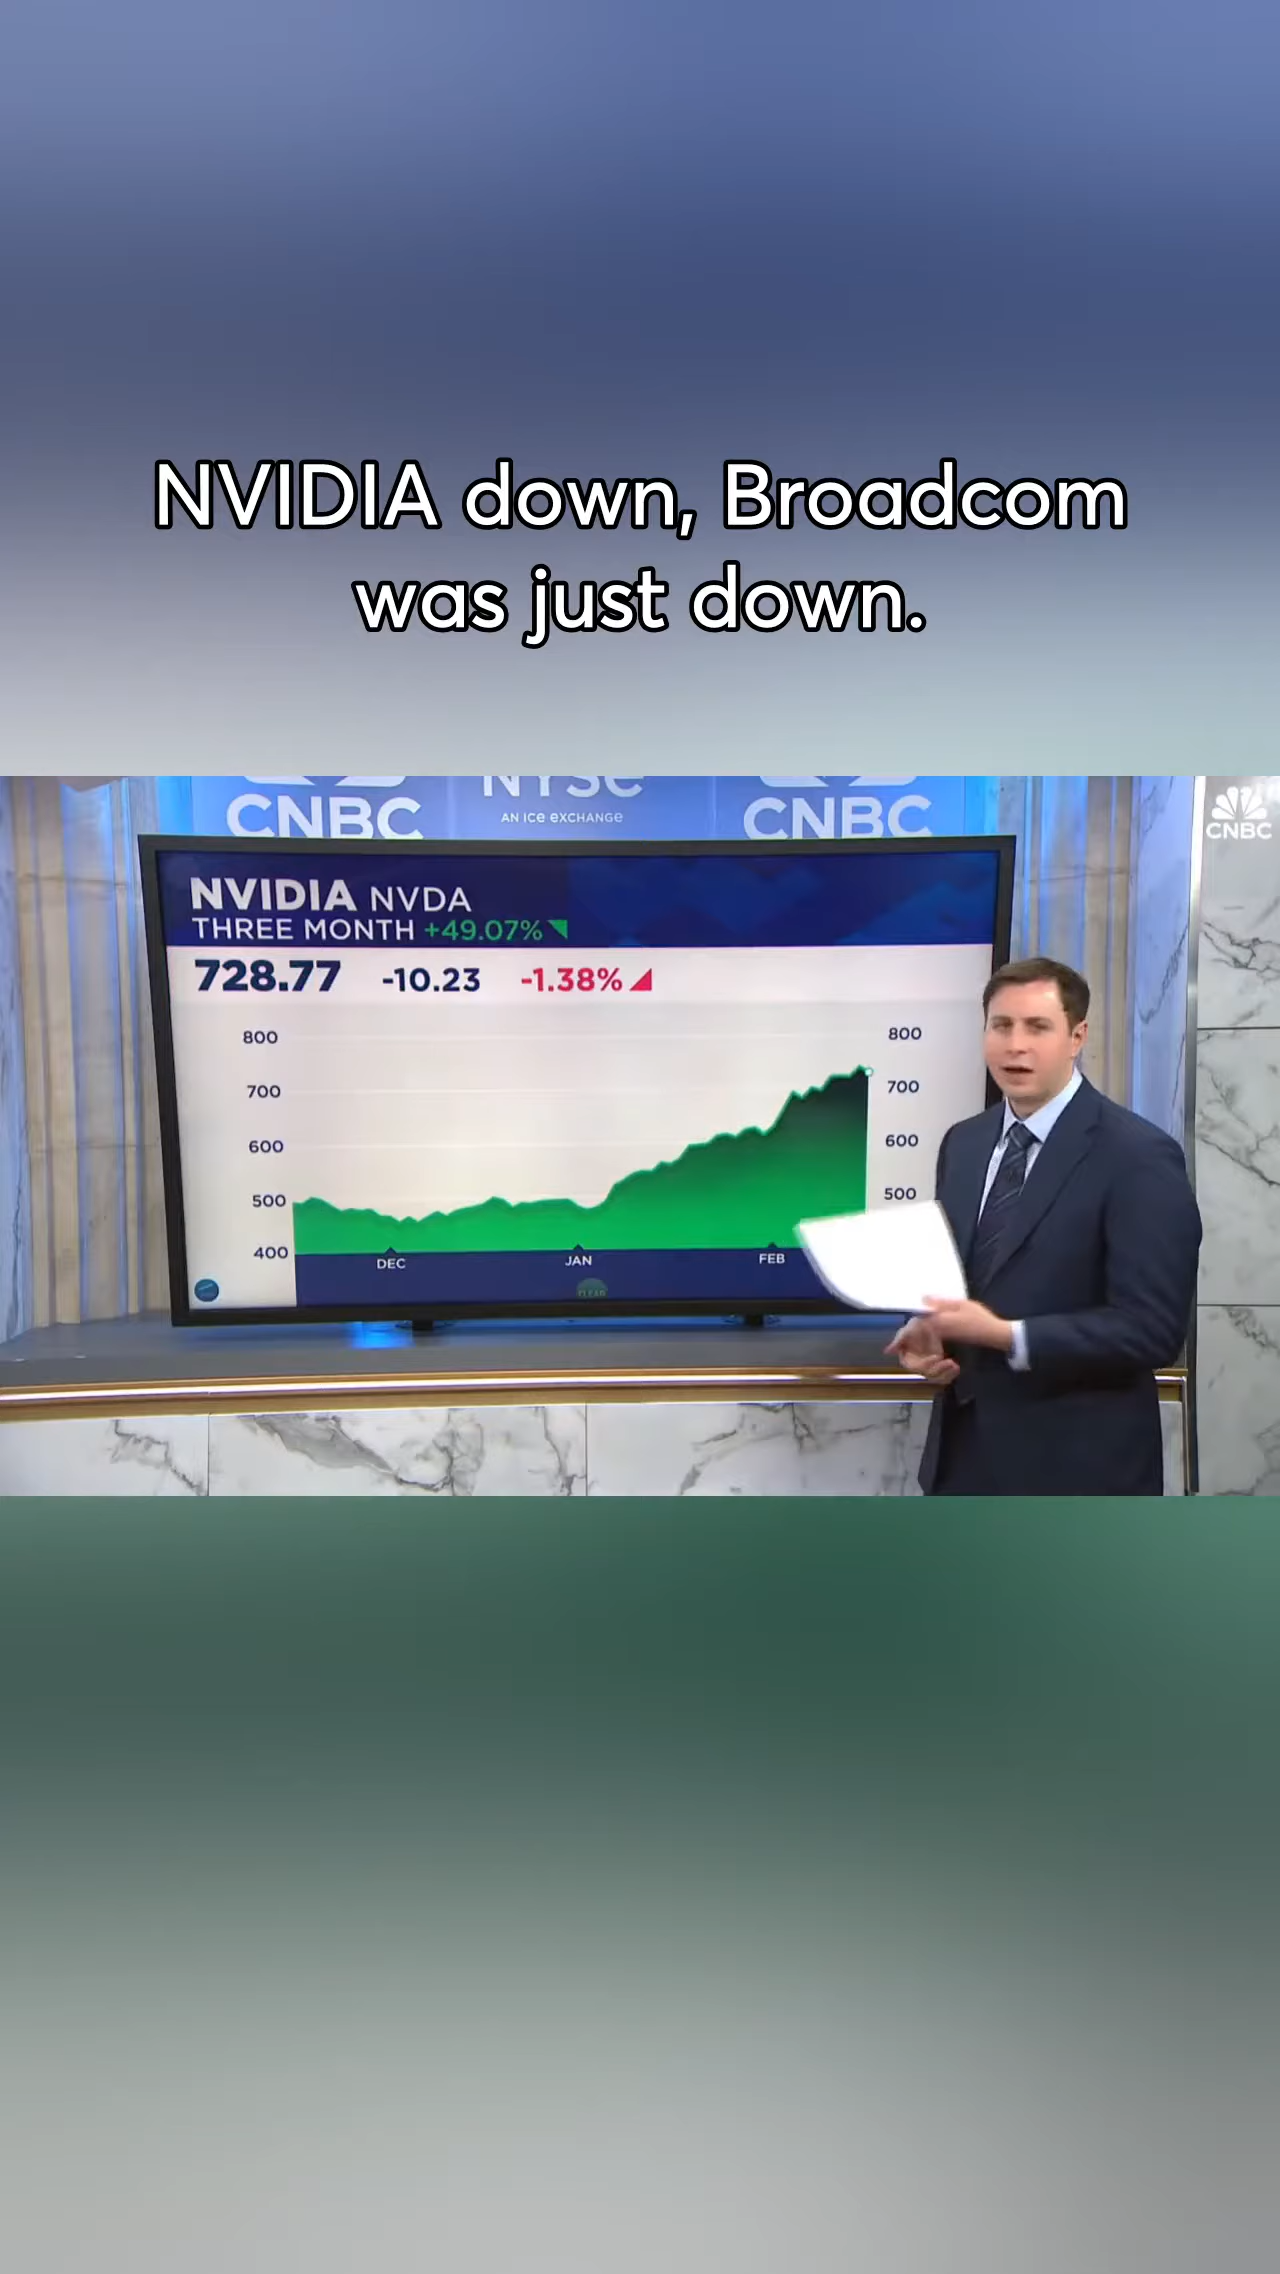 NVIDIA down, Broadcom
was just down.
CNBC
NYSE
AN ICE EXCHANGE
CNBC
CNBC
NVIDIA NVDA
THREE MONTH +49.07%
728.77 -10.23 -1.38%
800
700
600
500
400
800
700
600
500
DEC JAN FEB